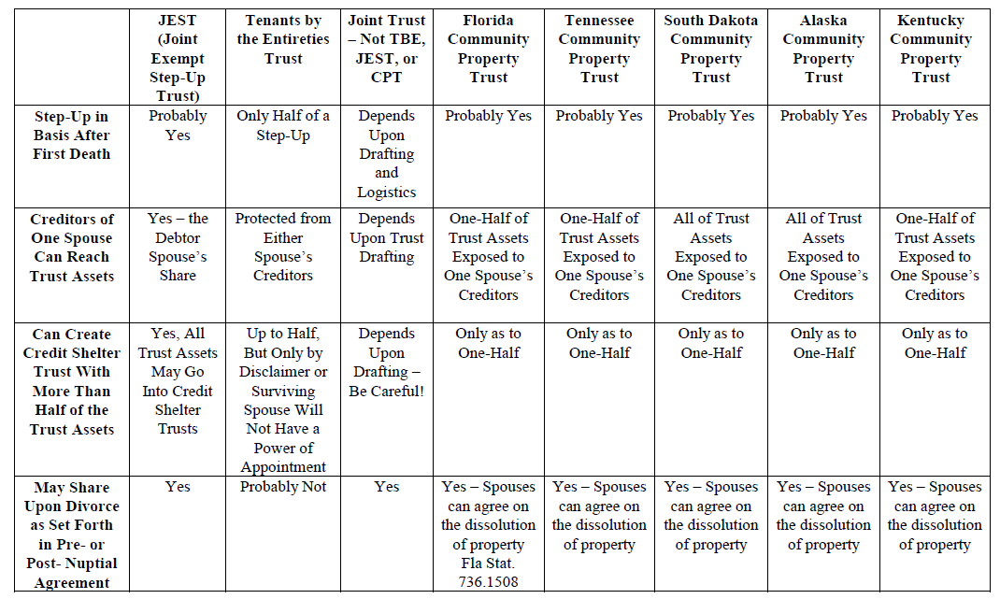 JEST
(Joint
Exempt
Step-Up
Trust)
Tenants by
the Entireties
Trust
Joint Trust
– Not TBE,
JEST, or
CPT
Florida
Community
Property
Trust
Tennessee
Community
Property
Trust
South Dakota
Community
Property
Trust
Alaska
Community
Property
Trust
Kentucky
Community
Property
Trust
Step-Up in
Basis After
First Death
Probably
Yes
Only Half of a
Step-Up
Depends
Upon
Drafting
and
Logistics
Probably Yes
Probably Yes
Probably Yes
Probably Yes
Probably Yes
Creditors of
One Spouse
Can Reach
Trust Assets
Yes – the
Debtor
Spouse’s
Share
Protected from
Either
Spouse’s
Creditors
Depends
Upon Trust
Drafting
One-Half of
Trust Assets
Exposed to
One Spouse’s
Creditors
One-Half of
Trust Assets
Exposed to
One Spouse’s
Creditors
All of Trust
Assets
Exposed to
One Spouse’s
Creditors
All of Trust
Assets
Exposed to
One Spouse’s
Creditors
One-Half of
Trust Assets
Exposed to
One Spouse’s
Creditors
Can Create
Credit Shelter
Trust With
More Than
Half of the
Trust Assets
Yes, All
Trust Assets
May Go
Into Credit
Shelter
Trusts
Up to Half,
But Only by
Disclaimer or
Surviving
Spouse Will
Not Have a
Power of
Appointment
Depends
Upon
Drafting –
Be Careful!
Only as to
One-Half
Only as to
One-Half
Only as to
One-Half
Only as to
One-Half
Only as to
One-Half
May Share
Upon Divorce
as Set Forth
in Pre- or
Post- Nuptial
Agreement
Yes
Probably Not
Yes
Yes – Spouses
can agree on
the dissolution
of property
Fla Stat.
736.1508
Yes – Spouses
can agree on
the dissolution
of property
Yes – Spouses
can agree on
the dissolution
of property
Yes – Spouses
can agree on
the dissolution
of property
Yes – Spouses
can agree on
the dissolution
of property